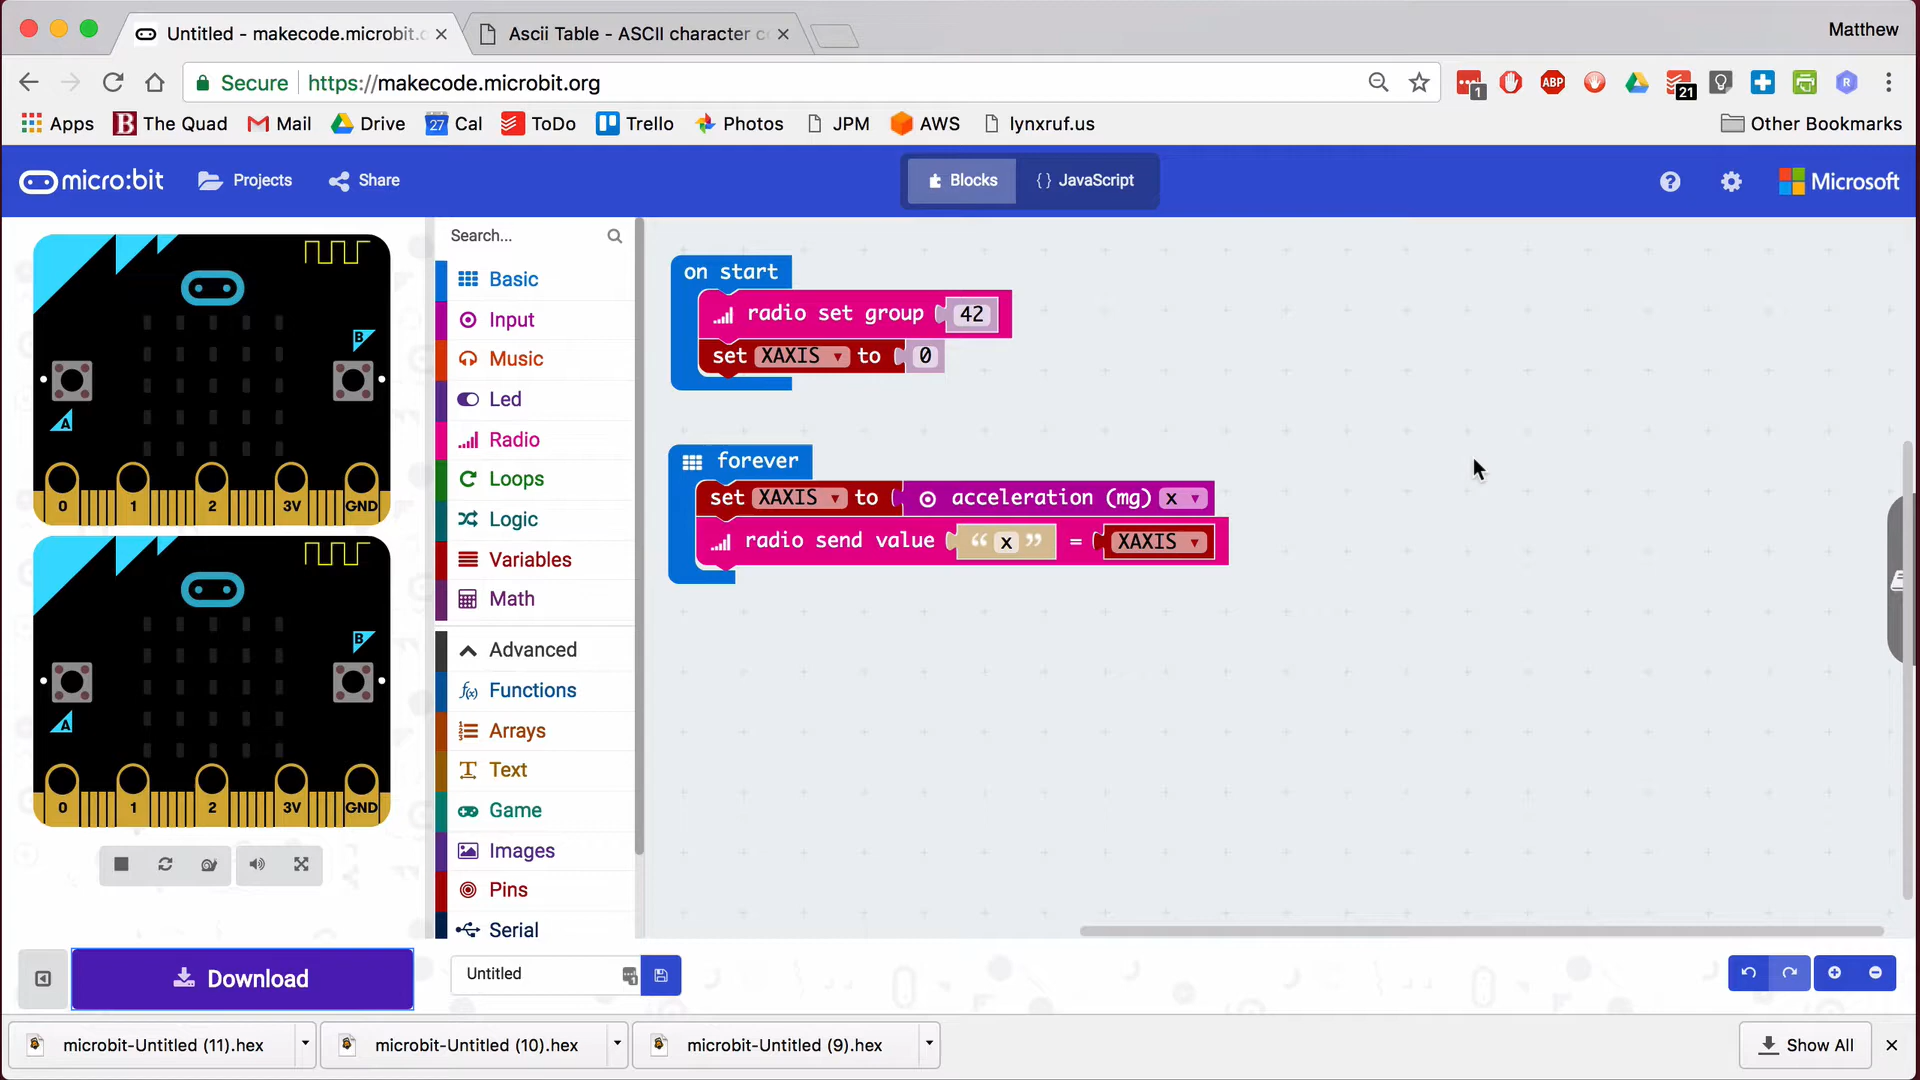 Untitled - makecode.microbit.
Ascii Table - ASCII character c
Matthew
Secure
https://makecode.microbit.org
1
ABP
21
R
Apps
The Quad
Mail
Drive
27 Cal
ToDo
Trello
Photos
JPM
AWS
lynxruf.us
Other Bookmarks
micro:bit
Projects
Share
Blocks
{} JavaScript
Microsoft
Search...
Basic
Input
Music
Led
Radio
Loops
Logic
Variables
Math
Advanced
f(x) Functions
Arrays
Text
Game
Images
Pins
Serial
B
A
0 1 2 3V GND
B
A
0 1 2 3V GND
on start
radio set group 42
set XAXIS to 0
forever
set XAXIS to acceleration (mg) x
radio send value “ x ” = XAXIS
Download
Untitled
microbit-Untitled (11).hex
microbit-Untitled (10).hex
microbit-Untitled (9).hex
Show All